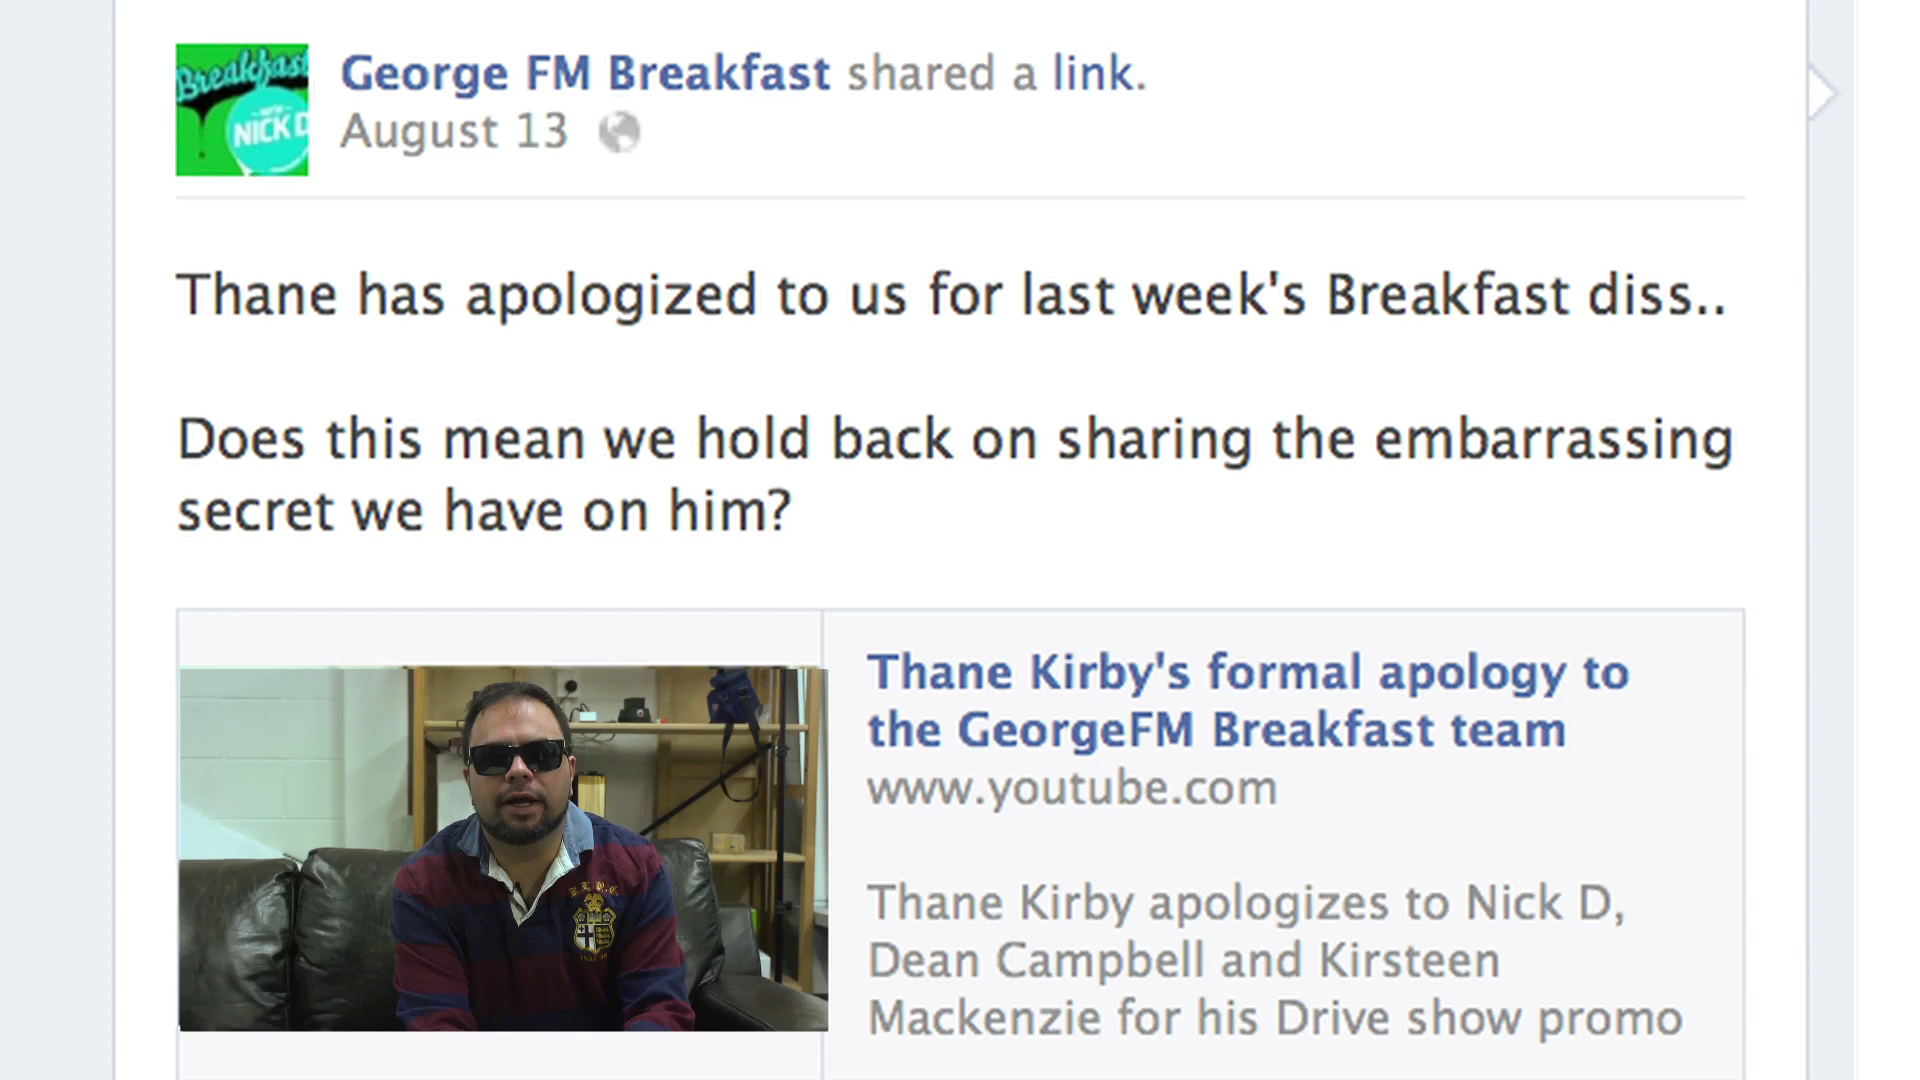 Breakfast
NICK D
George FM Breakfast shared a link.
August 13
Thane has apologized to us for last week's Breakfast diss..
Does this mean we hold back on sharing the embarrassing
secret we have on him?
Thane Kirby's formal apology to
the GeorgeFM Breakfast team
www.youtube.com
Thane Kirby apologizes to Nick D,
Dean Campbell and Kirsteen
Mackenzie for his Drive show promo